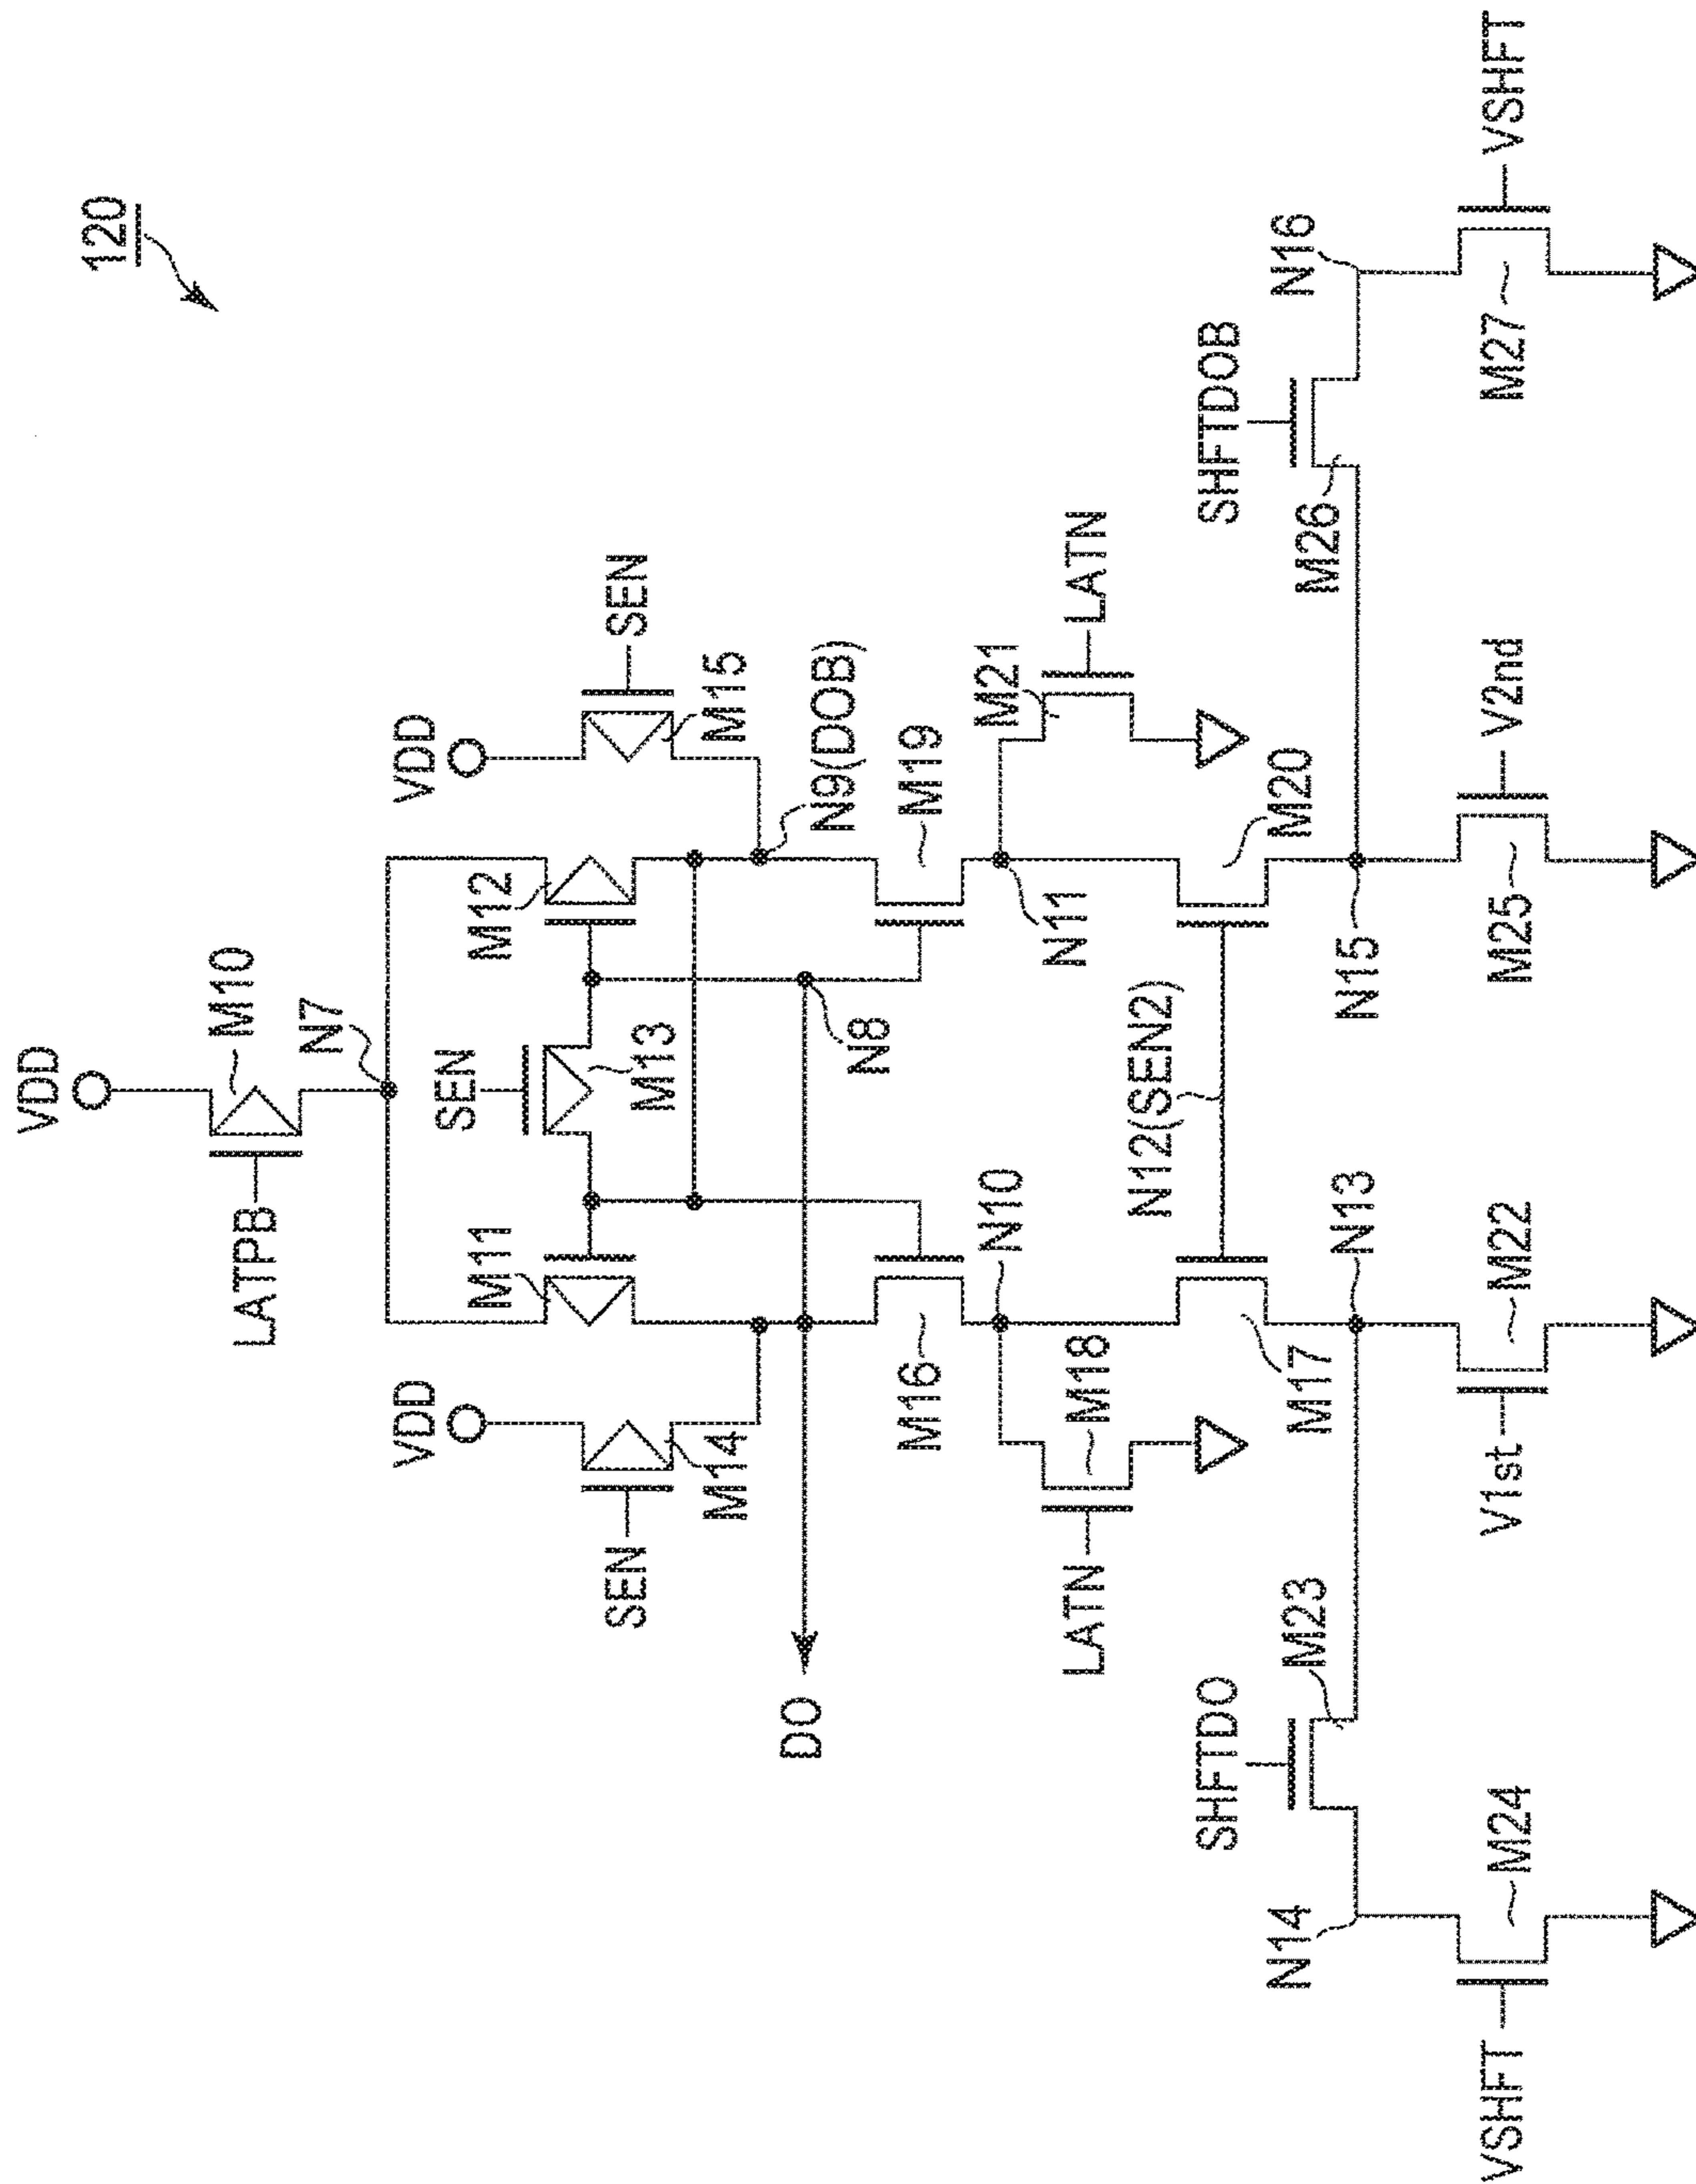 120
VDD
M10
LATPB
N7
VDD
SEN
VDD
M11
M12
SEN
SEN
M14
M13
M15
DO
N8
N9(DOB)
M16
M19
N10
N11
M21
LATN
M18
N12(SEN2)
LATN
M17
M20
SHFTDO
SHFTDOB
M23
N13
N15
M26
N14
N16
VSHFT
M24
V1st
M22
M25
V2nd
M27
VSHFT